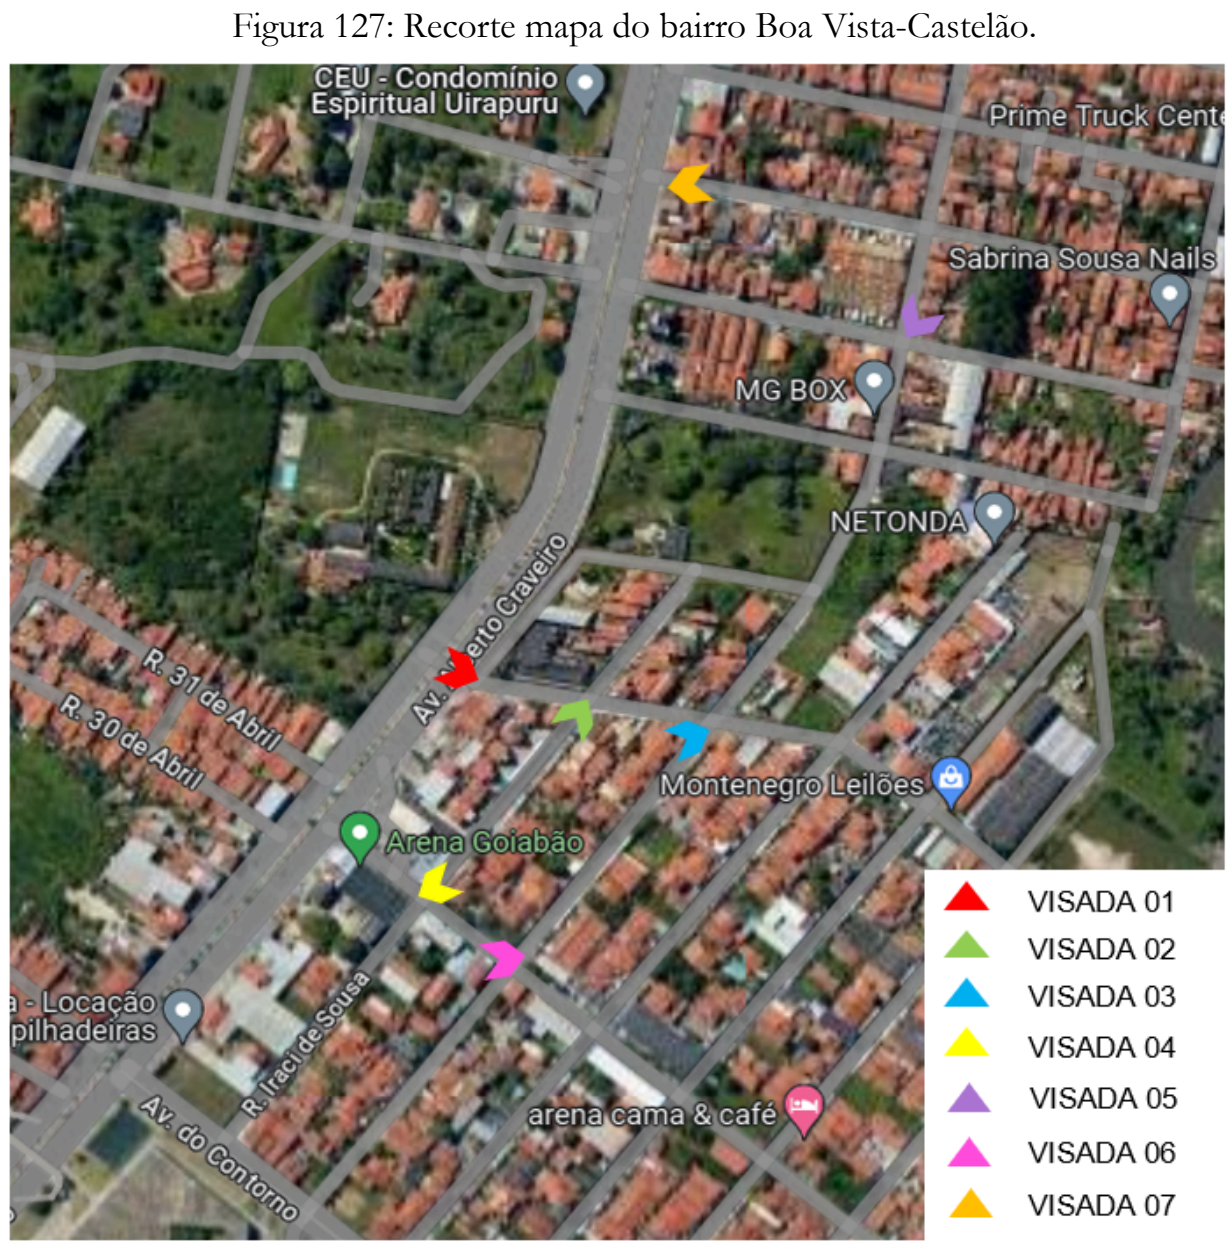 Figura 127: Recorte mapa do bairro Boa Vista-Castelão.
CEU - Condomínio
Espiritual Uirapuru
Prime Truck Cente
Sabrina Sousa Nails
MG BOX
NETONDA
Av. Alberto Craveiro
R. 31 de Abril
R. 30 de Abril
Montenegro Leilões
Arena Goiabão
a - Locação
pilhadeiras
R. Iraci de Sousa
arena cama & café
Av. do Contorno
VISADA 01
VISADA 02
VISADA 03
VISADA 04
VISADA 05
VISADA 06
VISADA 07